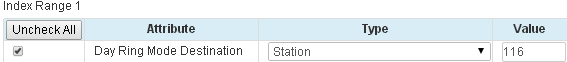 Index Range 1
Uncheck All Attribute Type Value
Day Ring Mode Destination Station 116